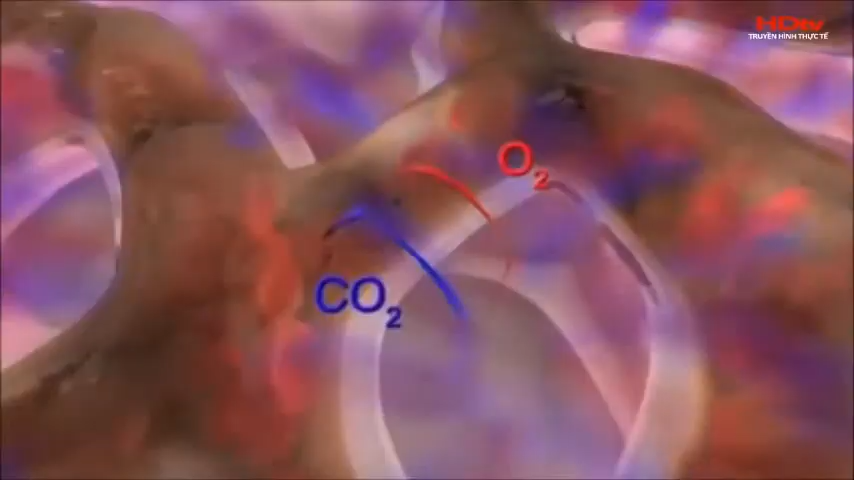 HDtv
TRUYỀN HÌNH THỰC TẾ
O₂
CO₂